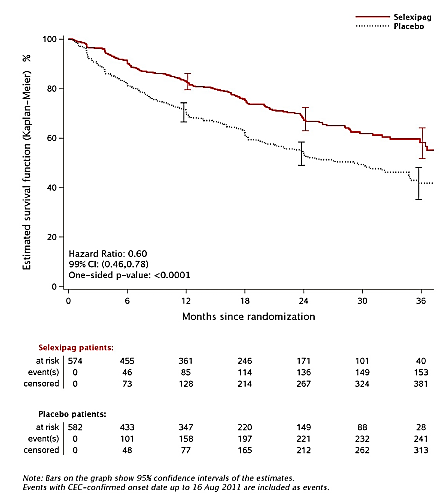 Selexipag
Placebo
Estimated survival function (Kaplan-Meier) %
100
80
60
40
20
0
Hazard Ratio: 0.60
99% CI: (0.46,0.78)
One-sided p-value: <0.0001
0 6 12 18 24 30 36
Months since randomization
Selexipag patients:
at risk 574 455 361 246 171 101 40
event(s) 0 46 85 114 136 149 153
censored 0 73 128 214 267 324 381
Placebo patients:
at risk 582 433 347 220 149 88 28
event(s) 0 101 158 197 221 232 241
censored 0 48 77 165 212 262 313
Note: Bars on the graph show 95% confidence intervals of the estimates.
Events with CEC-confirmed onset date up to 16 Aug 2011 are included as events.